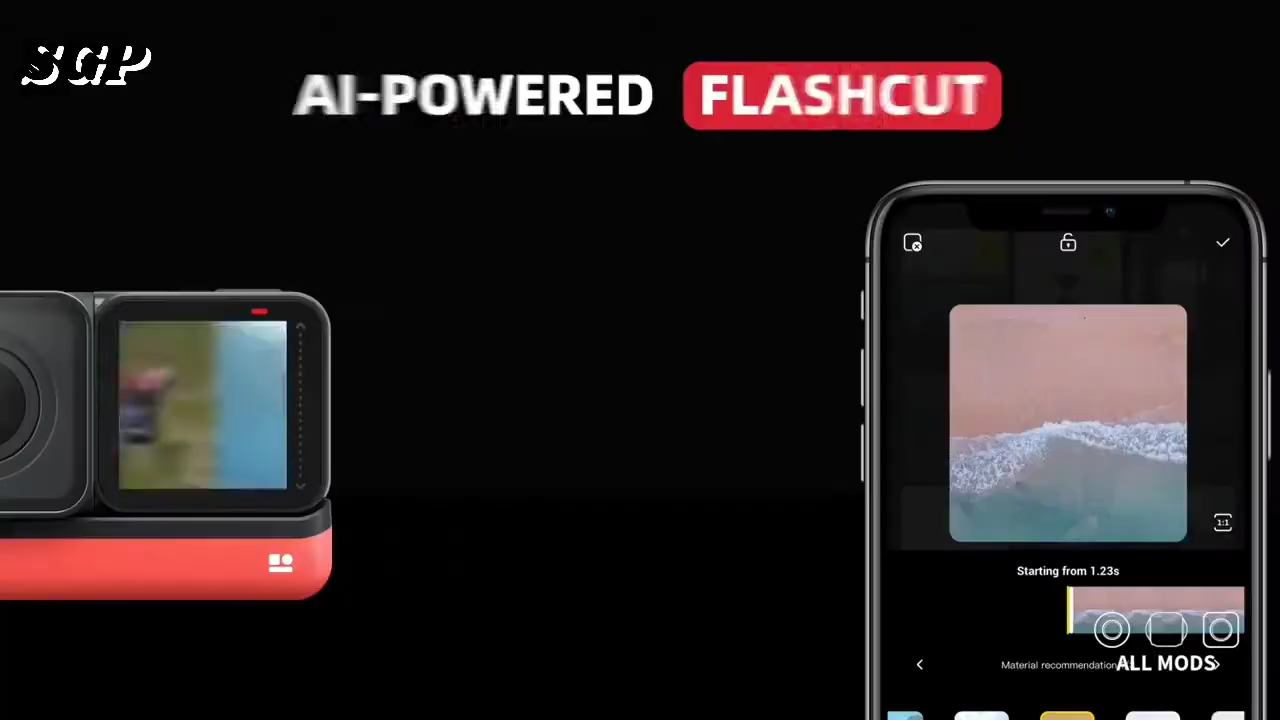 SGP
AI-POWERED FLASHCUT
1:1
Starting from 1.23s
Material recommendation
ALL MODS